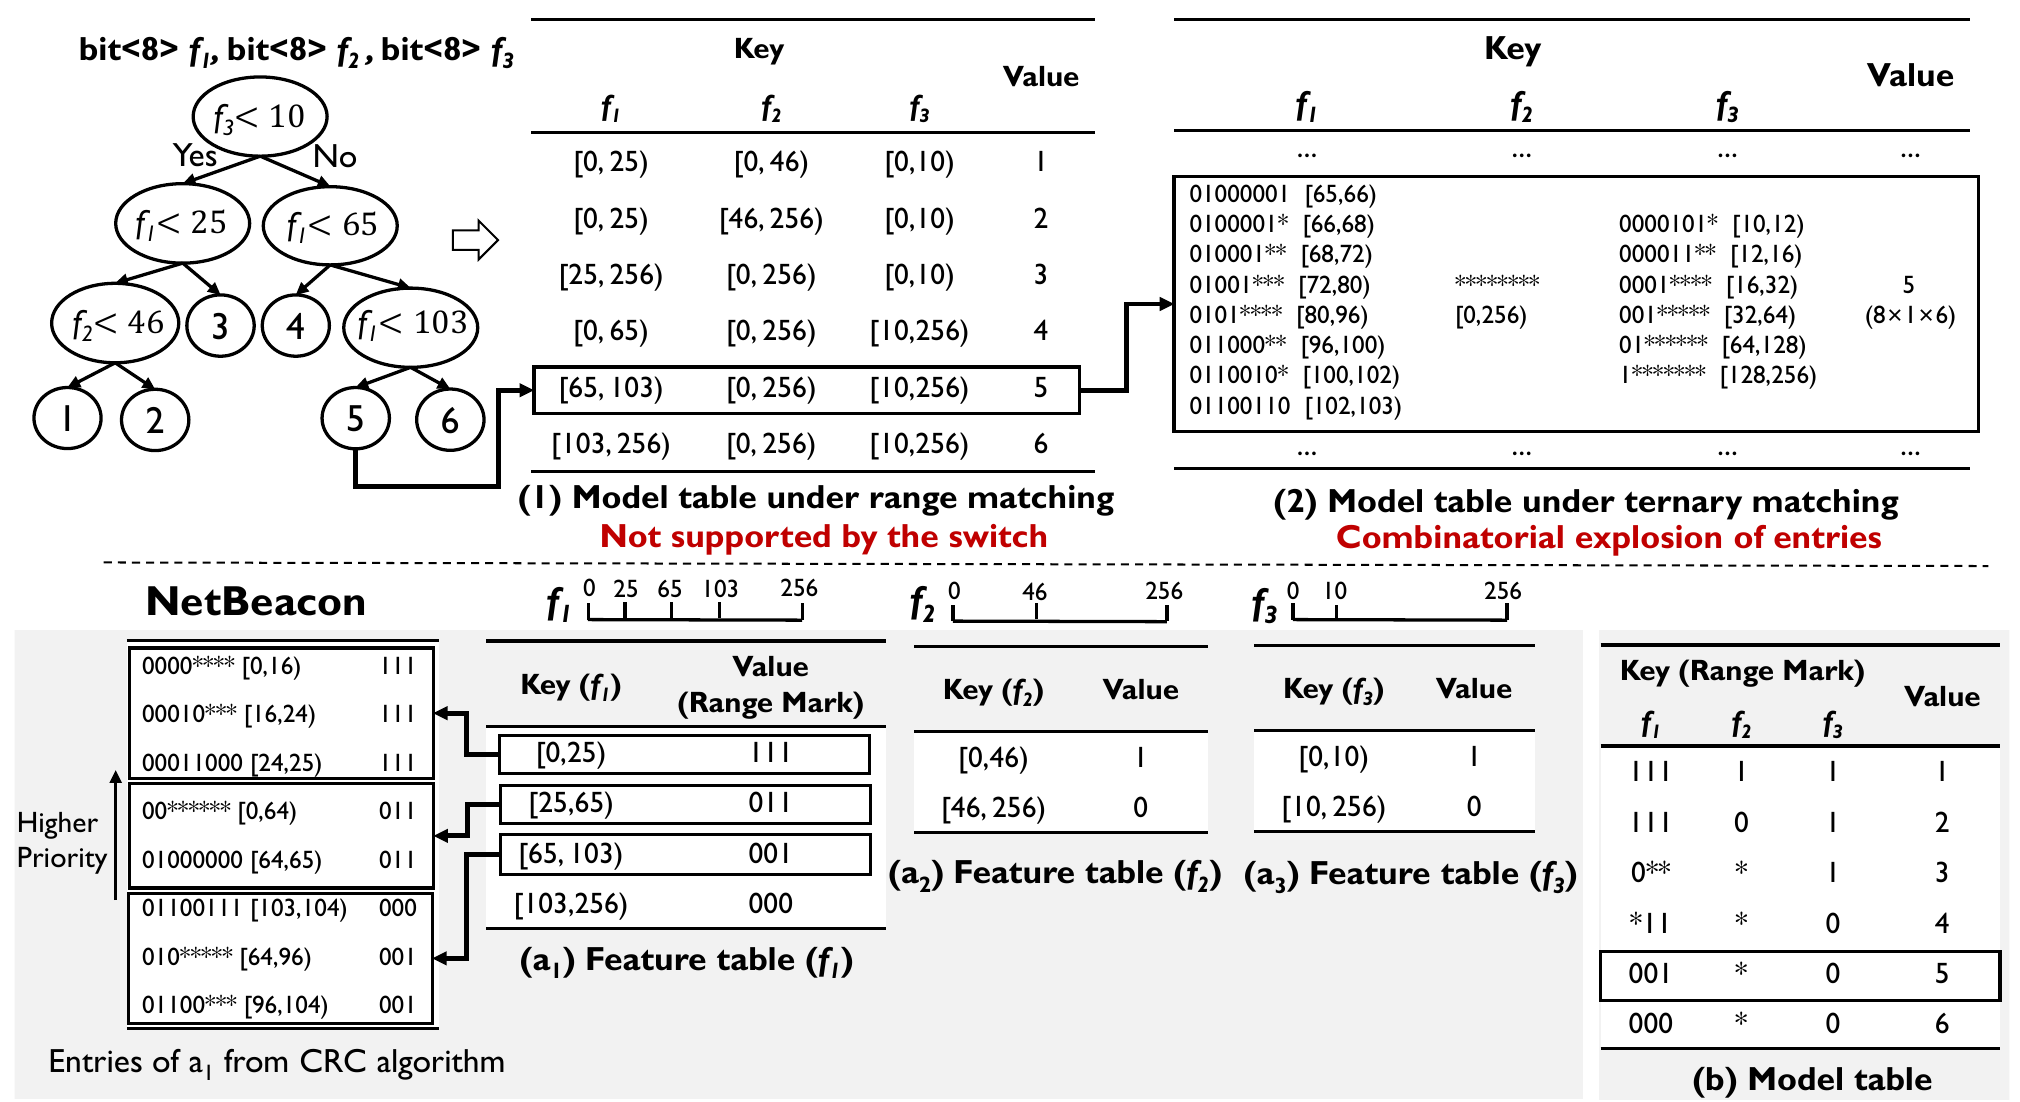 bit<8> f1, bit<8> f2, bit<8> f3
f3< 10
Yes
No
f1< 25
f1< 65
f2< 46
3
4
f1< 103
1
2
5
6
Key
Value
f1 f2 f3
[0, 25) [0, 46) [0,10) 1
[0, 25) [46, 256) [0,10) 2
[25, 256) [0, 256) [0,10) 3
[0, 65) [0, 256) [10,256) 4
[65, 103) [0, 256) [10,256) 5
[103, 256) [0, 256) [10,256) 6
(1) Model table under range matching
Not supported by the switch
Key
Value
f1 f2 f3
... ... ... ...
01000001 [65,66)
0100001* [66,68) 0000101* [10,12)
010001** [68,72) 000011** [12,16)
01001*** [72,80) ******** 0001**** [16,32) 5
0101**** [80,96) [0,256) 001***** [32,64) (8×1×6)
011000** [96,100) 01****** [64,128)
0110010* [100,102) 1******* [128,256)
01100110 [102,103)
... ... ... ...
(2) Model table under ternary matching
Combinatorial explosion of entries
NetBeacon
0000**** [0,16) 111
00010*** [16,24) 111
00011000 [24,25) 111
00****** [0,64) 011
01000000 [64,65) 011
01100111 [103,104) 000
010***** [64,96) 001
01100*** [96,104) 001
Higher
Priority
Entries of a1 from CRC algorithm
f1 0 25 65 103 256
Key (f1) Value
(Range Mark)
[0,25) 111
[25,65) 011
[65, 103) 001
[103,256) 000
(a1) Feature table (f1)
f2 0 46 256
Key (f2) Value
[0,46) 1
[46, 256) 0
(a2) Feature table (f2)
f3 0 10 256
Key (f3) Value
[0,10) 1
[10, 256) 0
(a3) Feature table (f3)
Key (Range Mark)
Value
f1 f2 f3
111 1 1 1
111 0 1 2
0** * 1 3
*11 * 0 4
001 * 0 5
000 * 0 6
(b) Model table